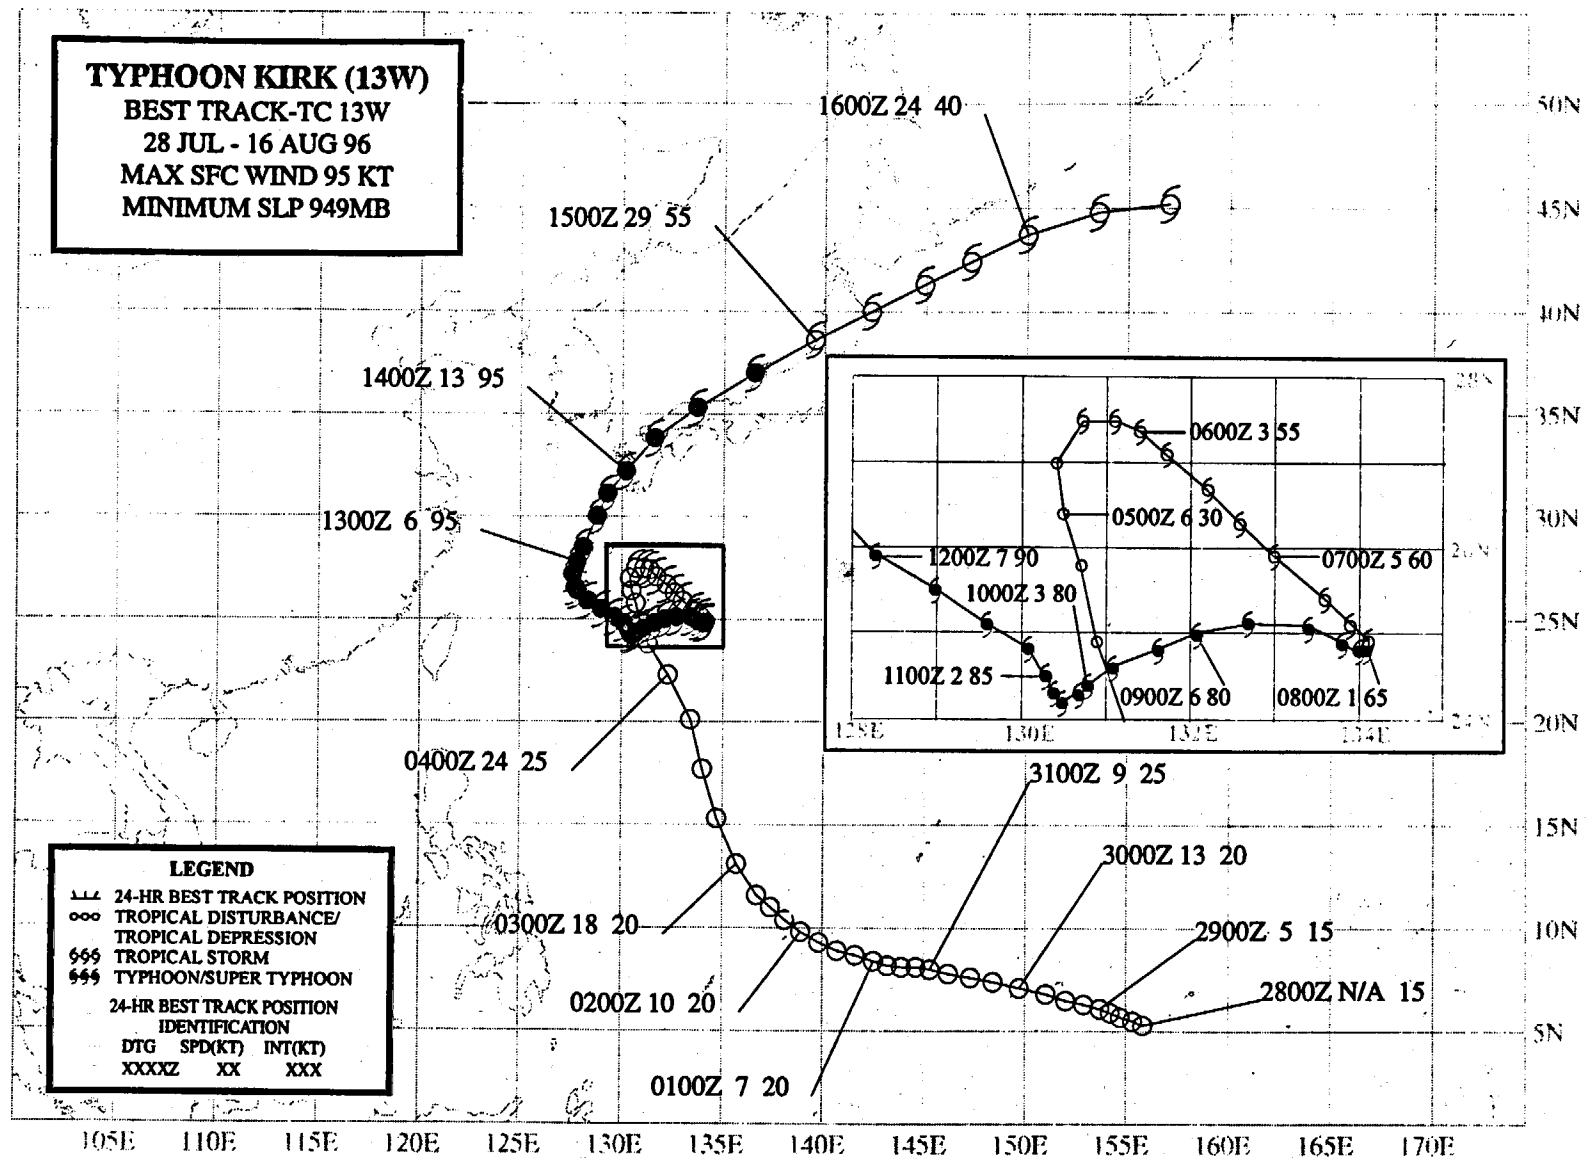 TYPHOON KIRK (13W)
BEST TRACK-TC 13W
28 JUL - 16 AUG 96
MAX SFC WIND 95 KT
MINIMUM SLP 949MB
1600Z 24 40
1500Z 29 55
1400Z 13 95
1300Z 6 95
0400Z 24 25
0300Z 18 20
0200Z 10 20
0100Z 7 20
3100Z 9 25
3000Z 13 20
2900Z 5 15
2800Z N/A 15
50N
45N
40N
35N
30N
25N
20N
15N
10N
5N
28N
0600Z 3 55
0500Z 6 30
0700Z 5 60
26N
1200Z 7 90
1000Z 3 80
1100Z 2 85
0900Z 6 80
0800Z 1 65
24N
128E 130E 132E 134E
LEGEND
24-HR BEST TRACK POSITION
TROPICAL DISTURBANCE/
TROPICAL DEPRESSION
TROPICAL STORM
TYPHOON/SUPER TYPHOON
24-HR BEST TRACK POSITION
IDENTIFICATION
DTG SPD(KT) INT(KT)
XXXXZ XX XXX
105E 110E 115E 120E 125E 130E 135E 140E 145E 150E 155E 160E 165E 170E